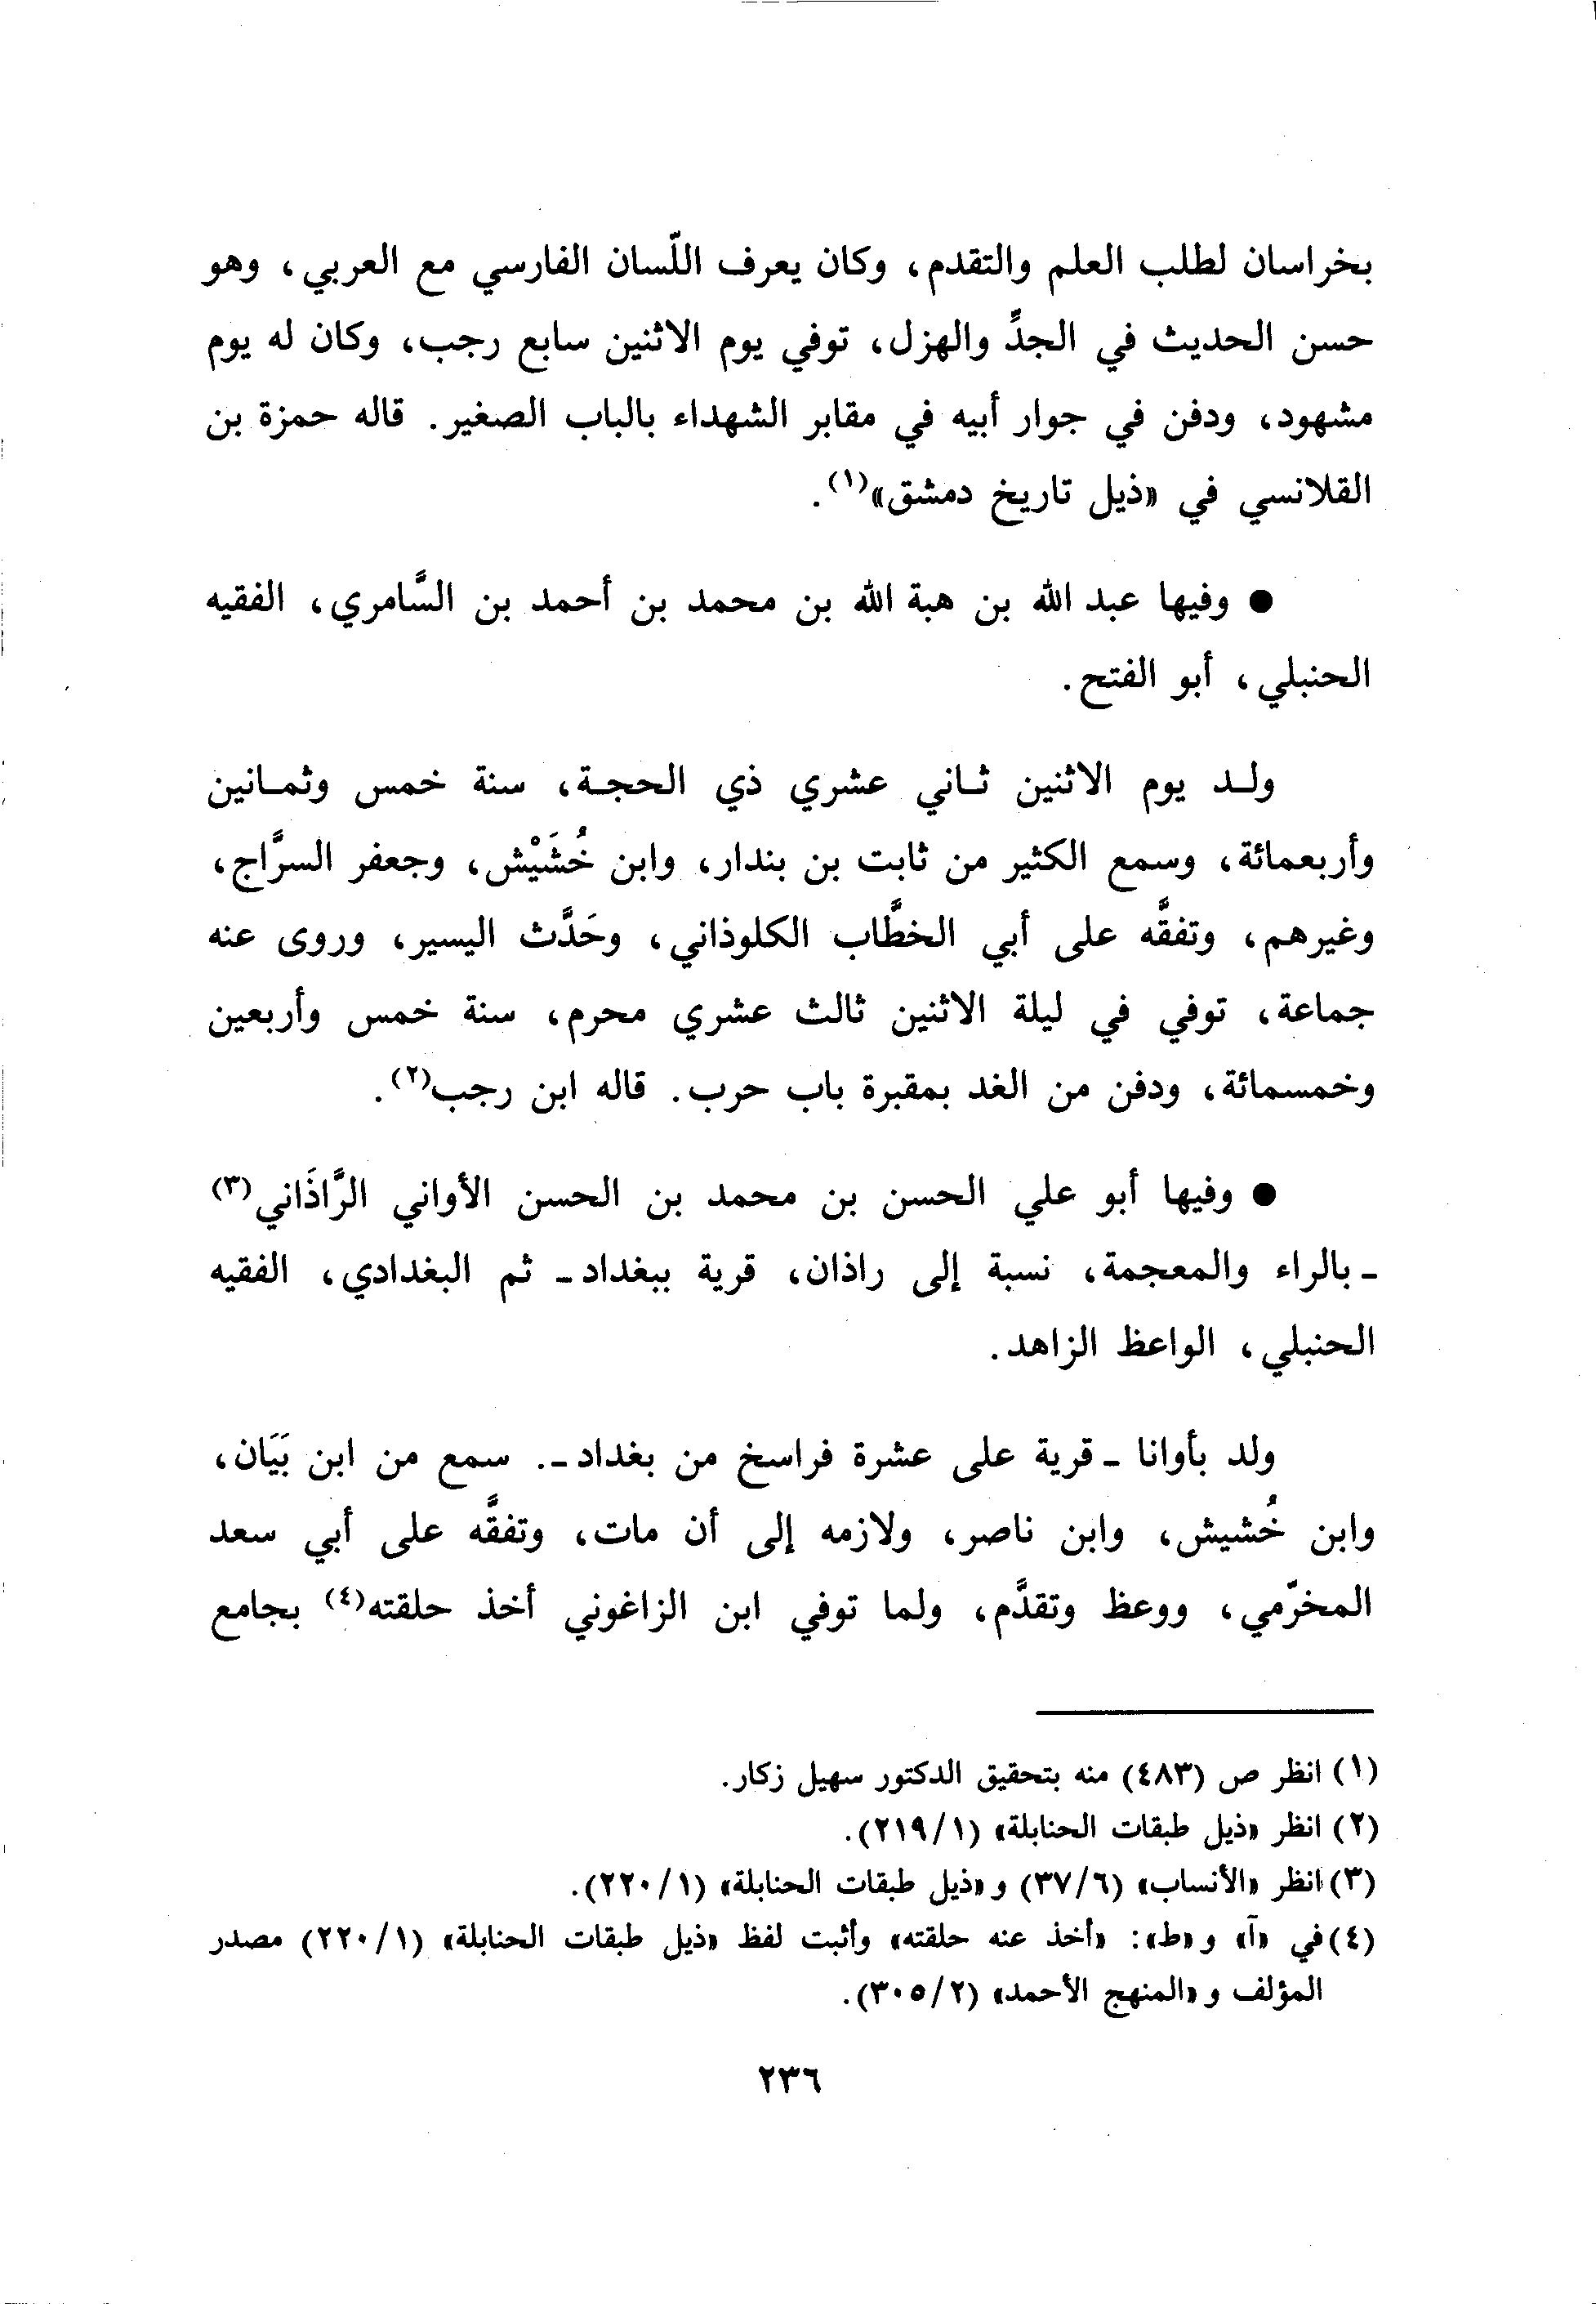 بخراسان لطلب العلم والتقدم، وكان يعرف اللّسان الفارسي مع العربي، وهو
حسن الحديث في الجدِّ والهزل، توفي يوم الاثنين سابع رجب، وكان له يوم
مشهود، ودفن في جوار أبيه في مقابر الشهداء بالباب الصغير. قاله حمزة بن
القلانسي في «ذيل تاريخ دمشق»(١).
● وفيها عبد الله بن هبة الله بن محمد بن أحمد بن السَّامري، الفقيه
الحنبلي، أبو الفتح.
ولـد يوم الاثنين ثـاني عشري ذي الحجـة، سنة خمس وثمـانين
وأربعمائة، وسمع الكثير من ثابت بن بندار، وابن خُشَيْش، وجعفر السرَّاج،
وغيرهم، وتفقَّه على أبي الخطَّاب الكلوذاني، وحَدَّث اليسير، وروى عنه
جماعة، توفي في ليلة الاثنين ثالث عشري محرم، سنة خمس وأربعين
وخمسمائة، ودفن من الغد بمقبرة باب حرب. قاله ابن رجب(٢).
● وفيها أبو علي الحسن بن محمد بن الحسن الأواني الرَّاذَاني(٣)
ـ بالراء والمعجمة، نسبة إلى راذان، قرية ببغداد ـ ثم البغدادي، الفقيه
الحنبلي، الواعظ الزاهد.
ولد بأوانا ـ قرية على عشرة فراسخ من بغداد ـ. سمع من ابن بَيَان،
وابن خُشيش، وابن ناصر، ولازمه إلى أن مات، وتفقَّه على أبي سعد
المخرّمي، ووعظ وتقدَّم، ولما توفي ابن الزاغوني أخذ حلقته(٤) بجامع
(١) انظر ص (٤٨٣) منه بتحقيق الدكتور سهيل زكار.
(٢) انظر «ذيل طبقات الحنابلة» (٢١٩/١).
(٣) انظر «الأنساب» (٣٧/٦) و«ذيل طبقات الحنابلة» (٢٢٠/١).
(٤) في «آ» و«ط»: «أخذ عنه حلقته» وأثبت لفظ «ذيل طبقات الحنابلة» (٢٢٠/١) مصدر
المؤلف و«المنهج الأحمد» (٣٠٥/٢).
٢٣٦